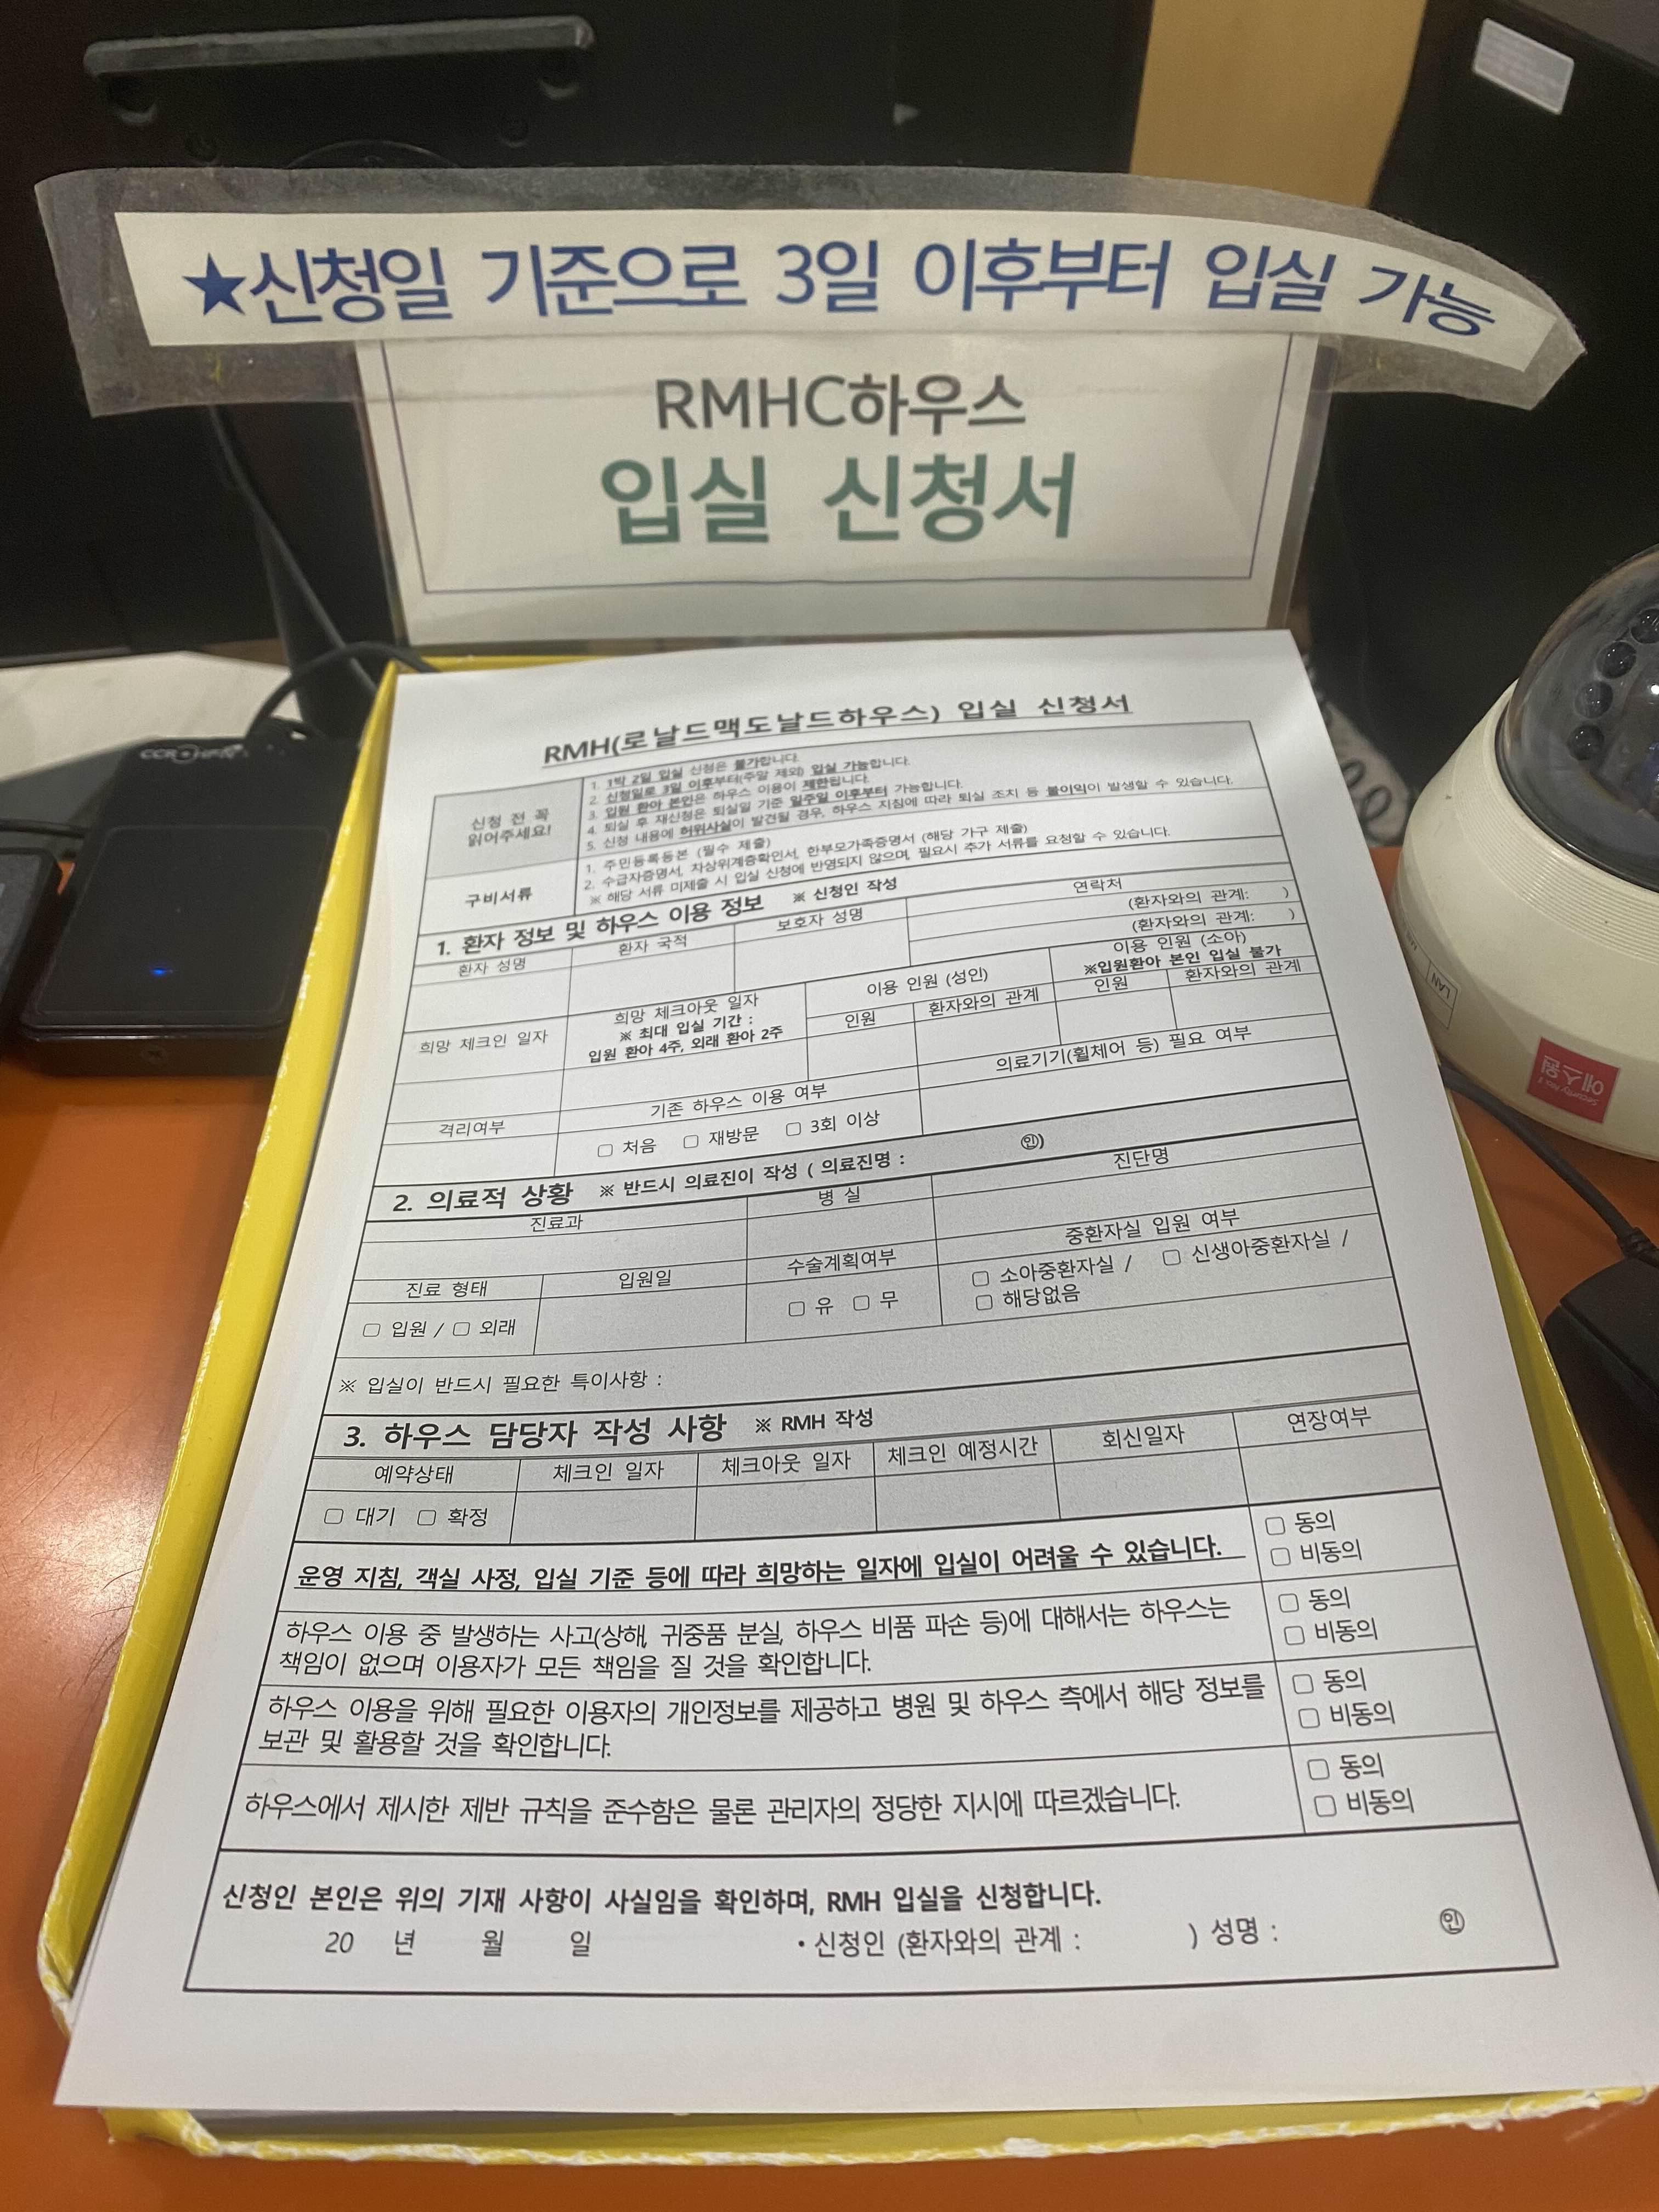 ★신청일 기준으로 3일 이후부터 입실 가능
RMHC하우스
입실 신청서
RMH(로날드맥도날드하우스) 입실 신청서
신청 전 꼭
읽어주세요!
1. 1박 2일 입실 신청은 불가합니다.
2. 신청일로 3일 이후부터(주말 제외) 입실 가능합니다.
3. 입원 환아 본인은 하우스 이용이 제한됩니다.
4. 퇴실 후 재신청은 퇴실일 기준 일주일 이후부터 가능합니다.
5. 신청 내용에 허위사실이 발견될 경우, 하우스 지침에 따라 퇴실 조치 등 불이익이 발생할 수 있습니다.
구비서류
1. 주민등록등본 (필수 제출)
2. 수급자증명서, 차상위계층확인서, 한부모가족증명서 (해당 가구 제출)
※ 해당 서류 미제출 시 입실 신청에 반영되지 않으며, 필요시 추가 서류를 요청할 수 있습니다.
1. 환자 정보 및 하우스 이용 정보 ※ 신청인 작성
환자 성명 환자 국적 보호자 성명 연락처
(환자와의 관계: )
(환자와의 관계: )
희망 체크인 일자
희망 체크아웃 일자
※ 최대 입실 기간 :
입원 환아 4주, 외래 환아 2주
이용 인원 (성인)
인원 환자와의 관계
이용 인원 (소아)
※입원환아 본인 입실 불가
인원 환자와의 관계
격리여부 기존 하우스 이용 여부 의료기기(휠체어 등) 필요 여부
□ 처음 □ 재방문 □ 3회 이상
2. 의료적 상황 ※ 반드시 의료진이 작성 ( 의료진명 : ㊞)
진료과 병 실 진단명
진료 형태 입원일 수술계획여부 중환자실 입원 여부
□ 입원 / □ 외래 □ 유 □ 무 □ 소아중환자실 / □ 신생아중환자실 /
□ 해당없음
※ 입실이 반드시 필요한 특이사항 :
3. 하우스 담당자 작성 사항 ※ RMH 작성
예약상태 체크인 일자 체크아웃 일자 체크인 예정시간 회신일자 연장여부
□ 대기 □ 확정
운영 지침, 객실 사정, 입실 기준 등에 따라 희망하는 일자에 입실이 어려울 수 있습니다.
□ 동의
□ 비동의
하우스 이용 중 발생하는 사고(상해, 귀중품 분실, 하우스 비품 파손 등)에 대해서는 하우스는
책임이 없으며 이용자가 모든 책임을 질 것을 확인합니다.
□ 동의
□ 비동의
하우스 이용을 위해 필요한 이용자의 개인정보를 제공하고 병원 및 하우스 측에서 해당 정보를
보관 및 활용할 것을 확인합니다.
□ 동의
□ 비동의
하우스에서 제시한 제반 규칙을 준수함은 물론 관리자의 정당한 지시에 따르겠습니다.
□ 동의
□ 비동의
신청인 본인은 위의 기재 사항이 사실임을 확인하며, RMH 입실을 신청합니다.
20 년 월 일 • 신청인 (환자와의 관계 : ) 성명 : ㊞
LAN
에스원